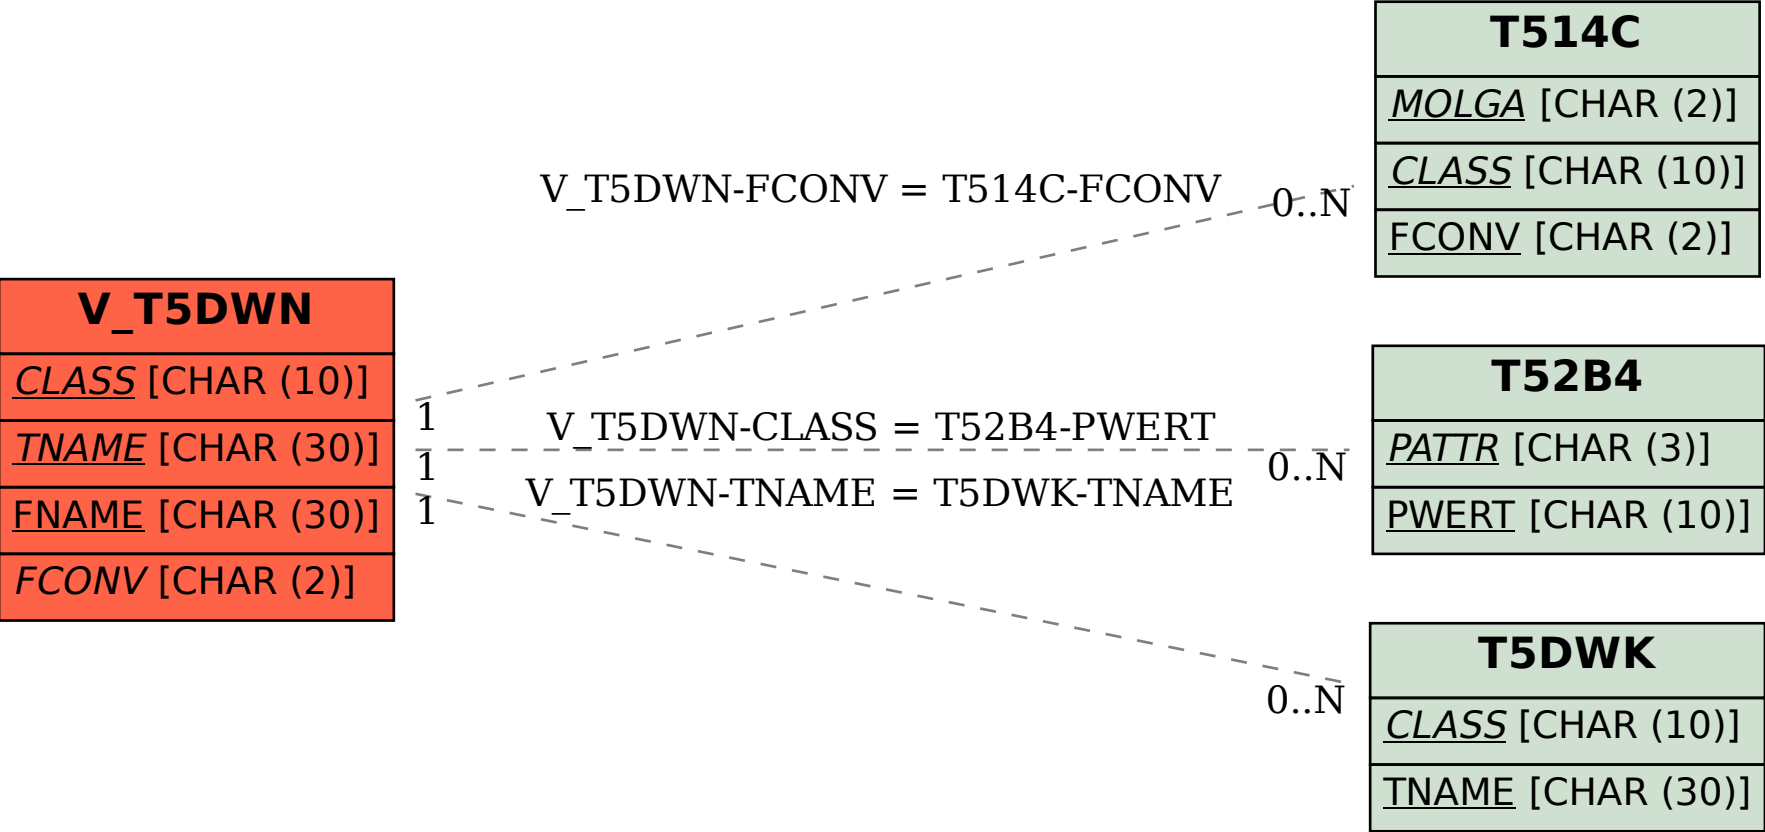 T514C
MOLGA [CHAR (2)]
CLASS [CHAR (10)]
FCONV [CHAR (2)]
V_T5DWN-FCONV = T514C-FCONV
0..N
V_T5DWN
CLASS [CHAR (10)]
TNAME [CHAR (30)]
FNAME [CHAR (30)]
FCONV [CHAR (2)]
1
V_T5DWN-CLASS = T52B4-PWERT
1
0..N
V_T5DWN-TNAME = T5DWK-TNAME
1
0..N
T52B4
PATTR [CHAR (3)]
PWERT [CHAR (10)]
T5DWK
CLASS [CHAR (10)]
TNAME [CHAR (30)]